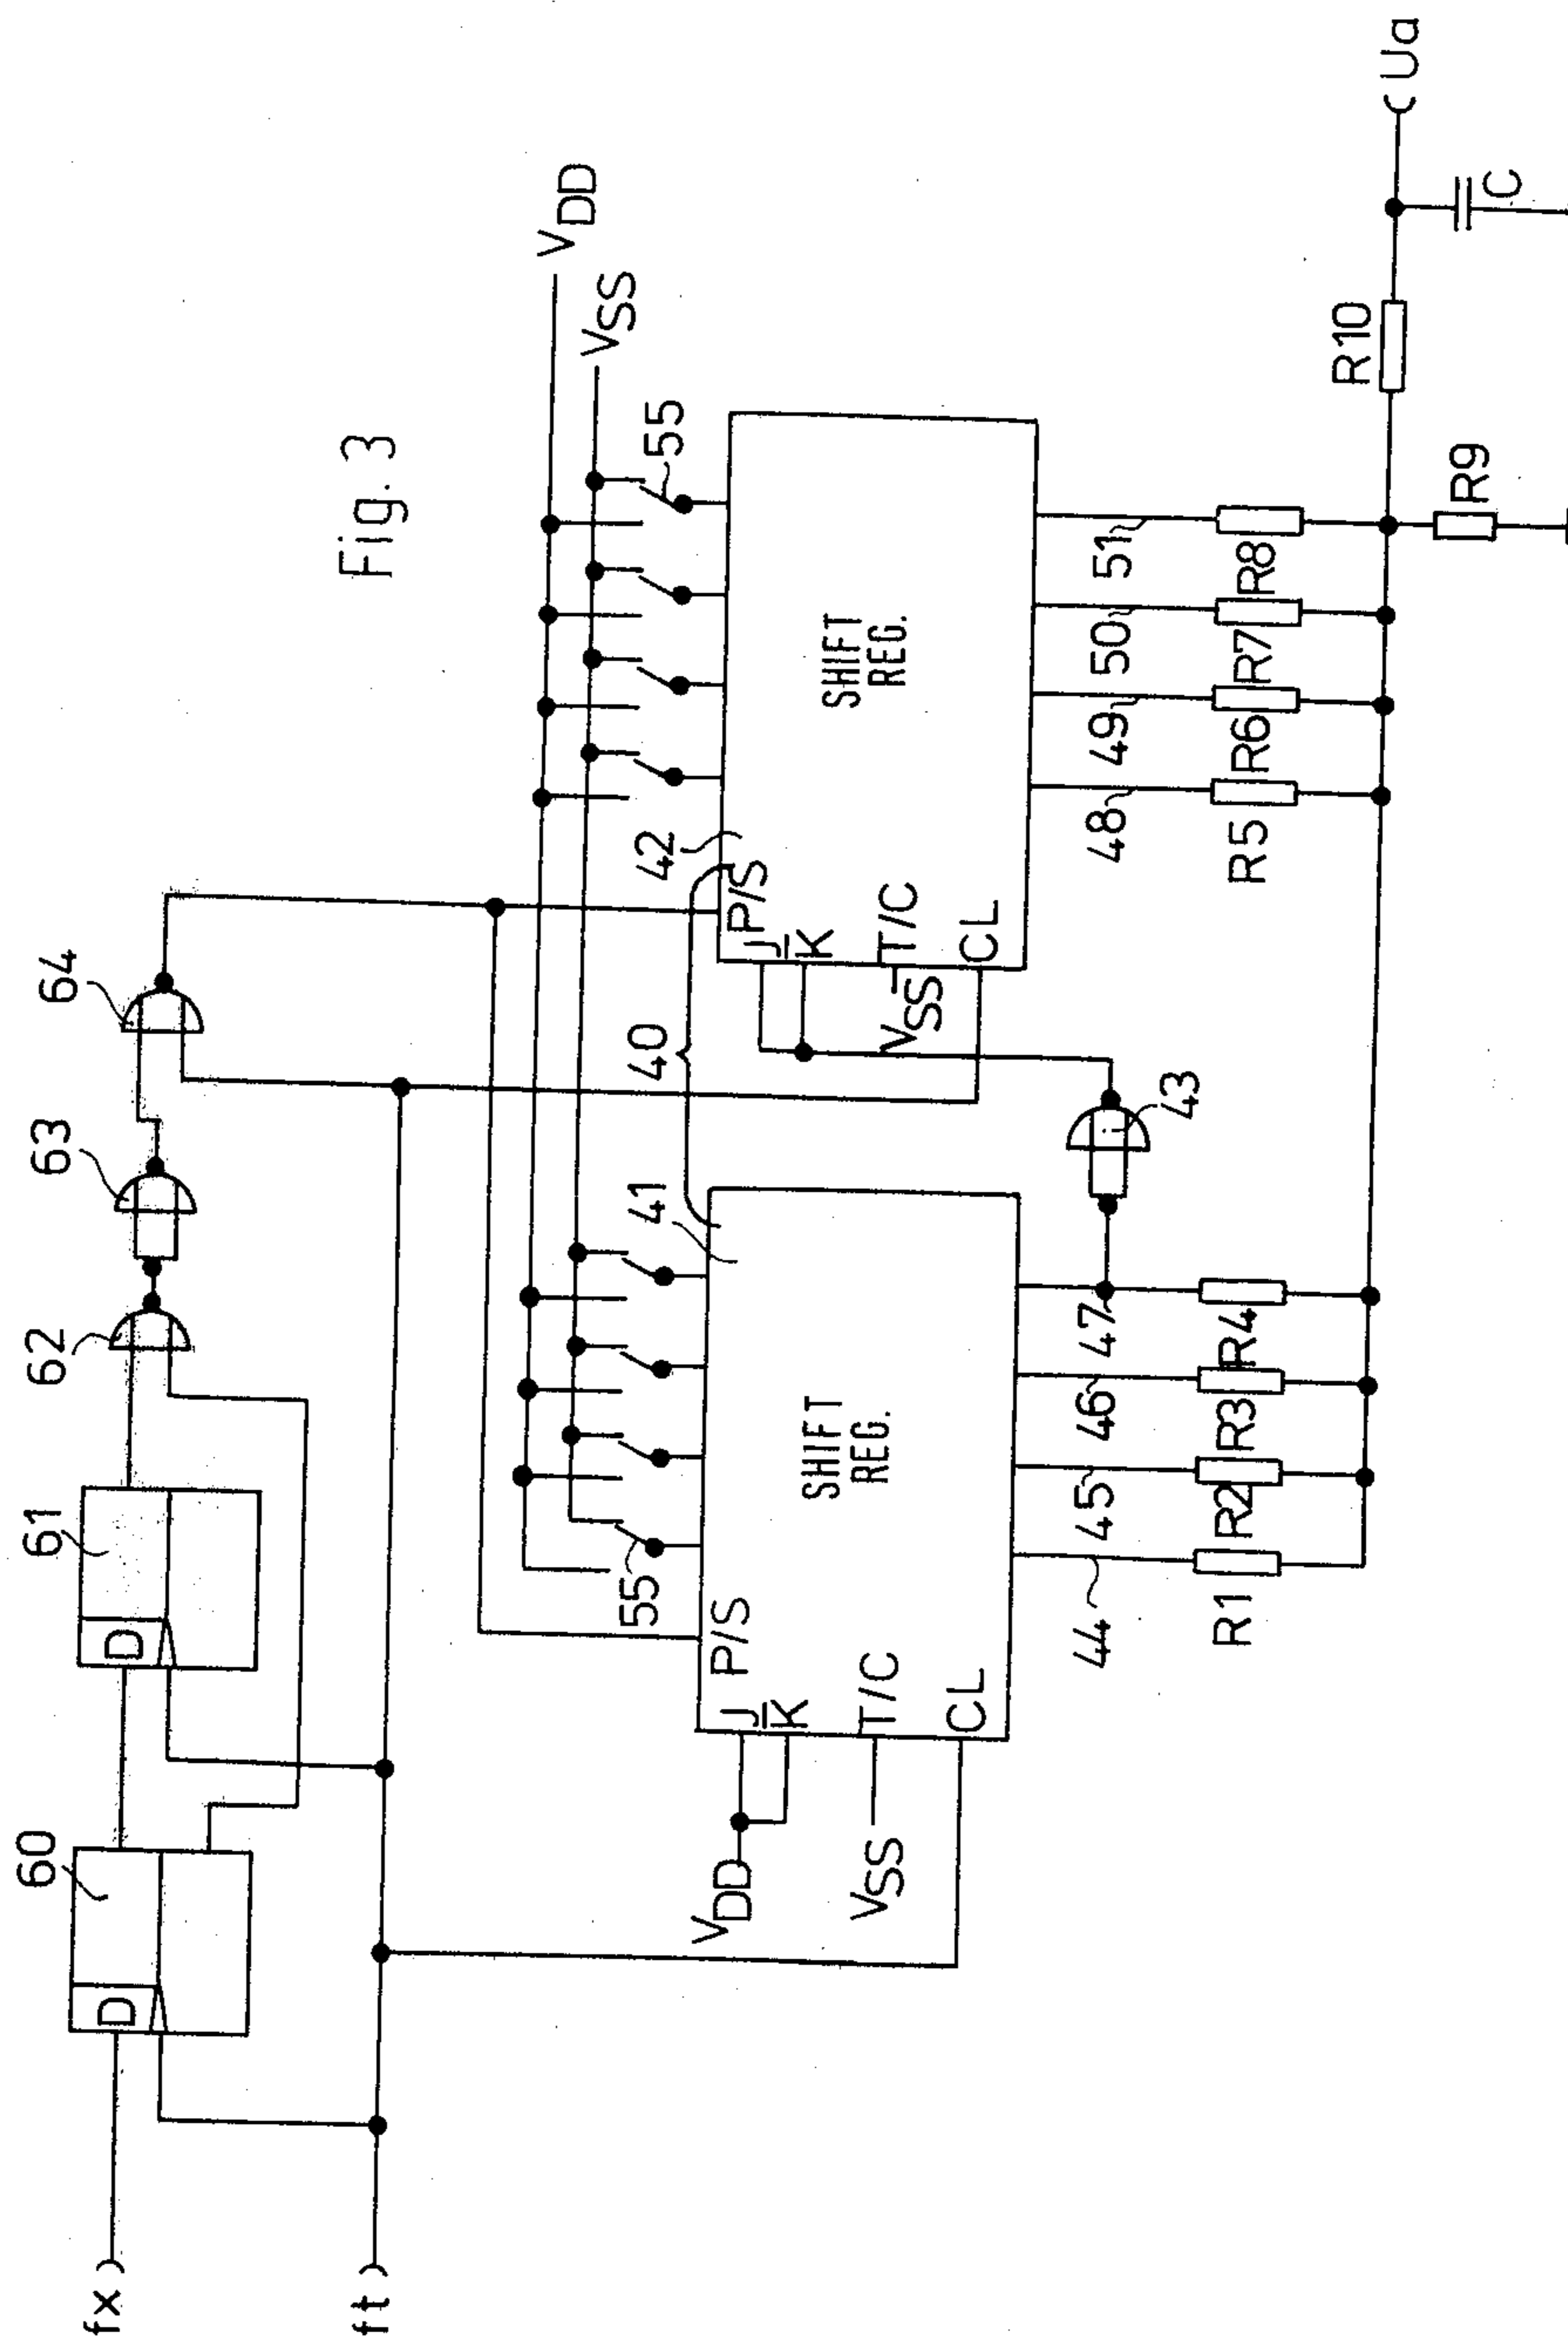 Fig. 3
fx
ft
60
D
61
D
62
63
64
VDD
VSS
40
41
42
55
55
P/S
J
K
T/C
CL
VDD
VSS
SHIFT
REG.
P/S
J
K
T/C
CL
VSS
SHIFT
REG.
43
44
45
46
47
48
49
50
51
R1
R2
R3
R4
R5
R6
R7
R8
R9
R10
C
Ua